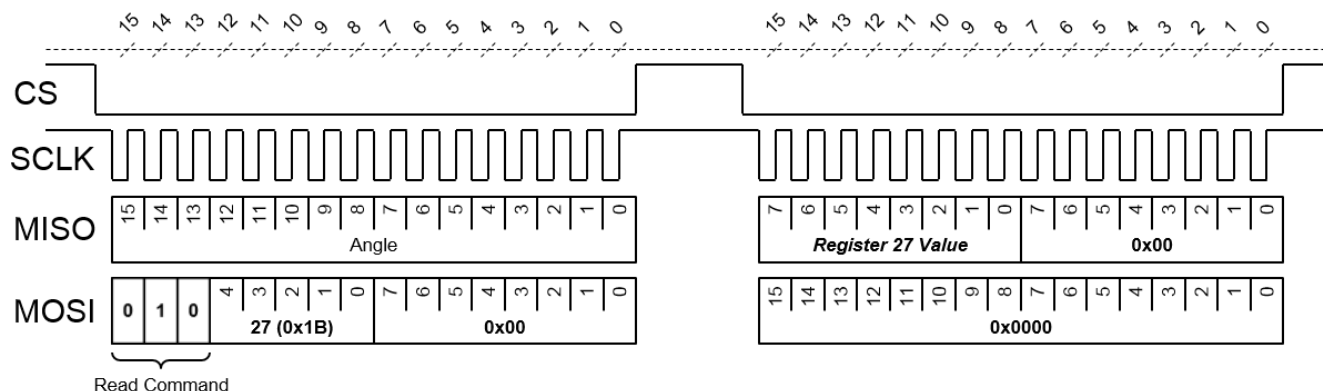 15 14 13 12 11 10 9 8 7 6 5 4 3 2 1 0 15 14 13 12 11 10 9 8 7 6 5 4 3 2 1 0
CS
SCLK
MISO 15 14 13 12 11 10 9 8 7 6 5 4 3 2 1 0 7 6 5 4 3 2 1 0 7 6 5 4 3 2 1 0
Angle Register 27 Value 0x00
MOSI 0 1 0 4 3 2 1 0 7 6 5 4 3 2 1 0 15 14 13 12 11 10 9 8 7 6 5 4 3 2 1 0
27 (0x1B) 0x00 0x0000
Read Command